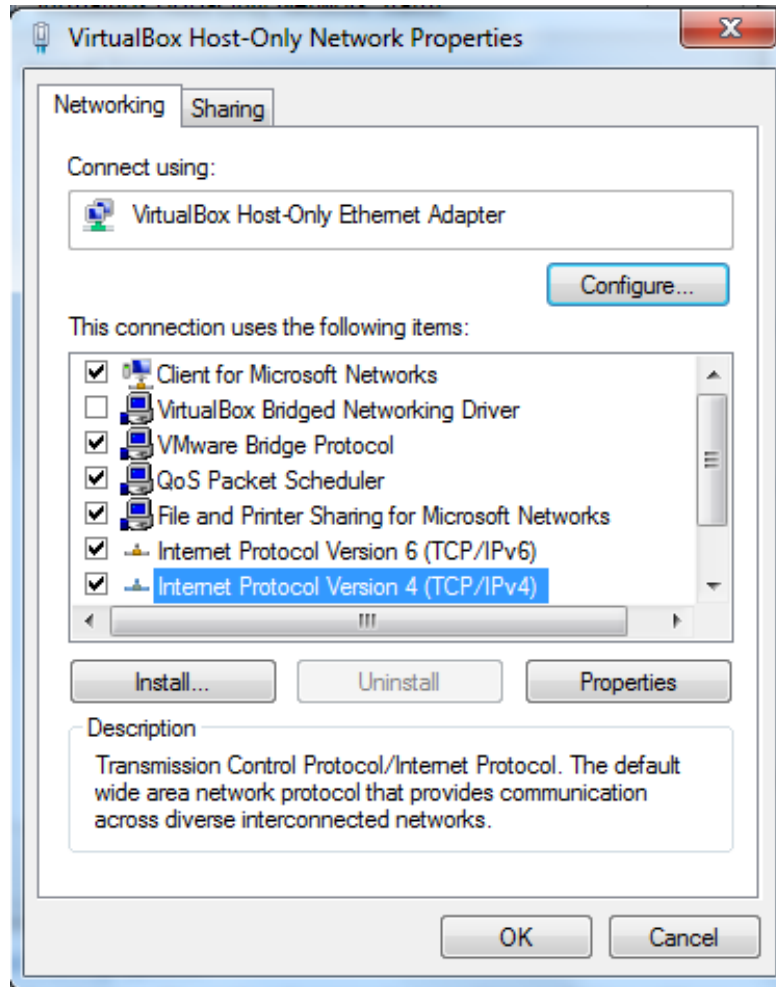 VirtualBox Host-Only Network Properties
Networking
Sharing
Connect using:
VirtualBox Host-Only Ethernet Adapter
Configure...
This connection uses the following items:
Client for Microsoft Networks
VirtualBox Bridged Networking Driver
VMware Bridge Protocol
QoS Packet Scheduler
File and Printer Sharing for Microsoft Networks
Internet Protocol Version 6 (TCP/IPv6)
Internet Protocol Version 4 (TCP/IPv4)
Install...
Uninstall
Properties
Description
Transmission Control Protocol/Internet Protocol. The default
wide area network protocol that provides communication
across diverse interconnected networks.
OK
Cancel